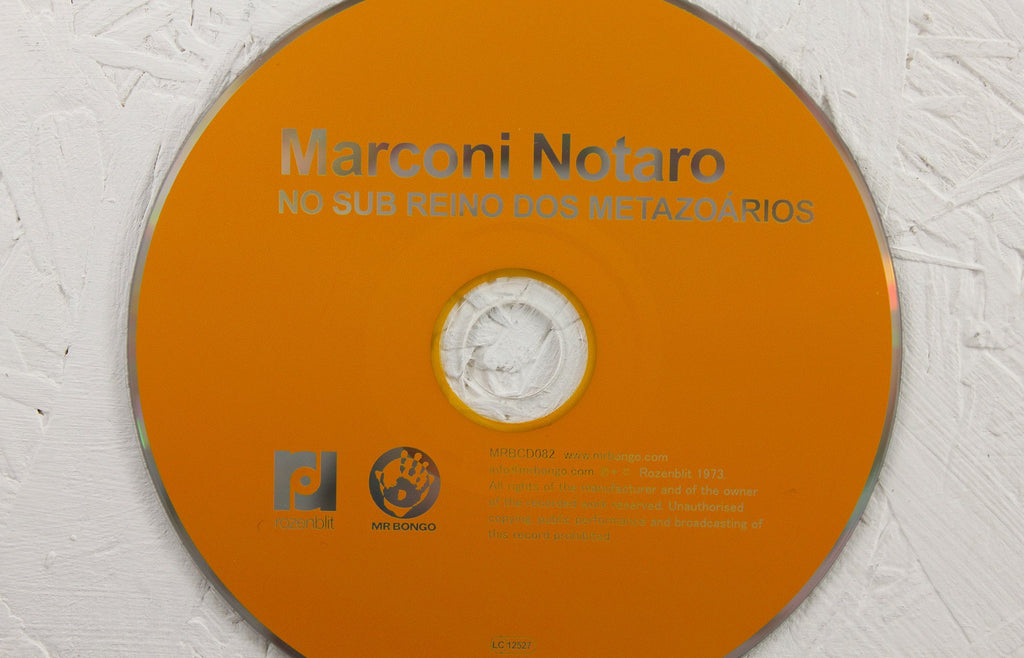 Marconi Notaro
NO SUB REINO DOS METAZOÁRIOS
rozenblit
MR BONGO
MRBCD082 www.mrbongo.com
info@mrbongo.com ℗ + © Rozenblit 1973.
All rights of the manufacturer and of the owner
of the recorded work reserved. Unauthorised
copying, public performance and broadcasting of
this record prohibited.
LC 12527